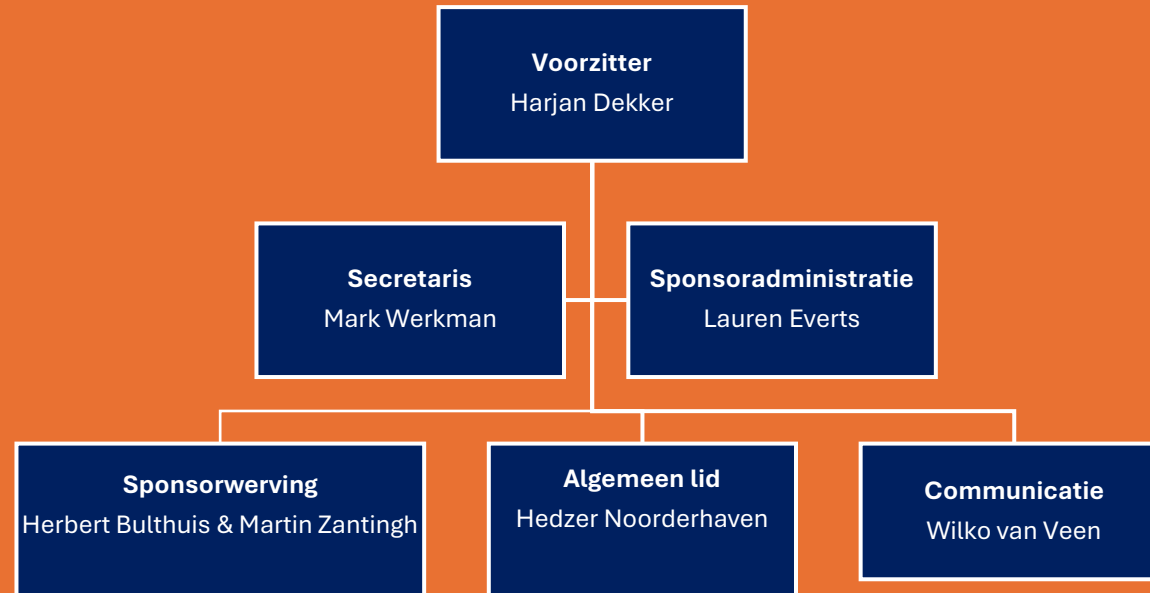 Voorzitter
Harjan Dekker
Secretaris
Mark Werkman
Sponsoradministratie
Lauren Everts
Sponsorwerving
Herbert Bulthuis & Martin Zantingh
Algemeen lid
Hedzer Noorderhaven
Communicatie
Wilko van Veen